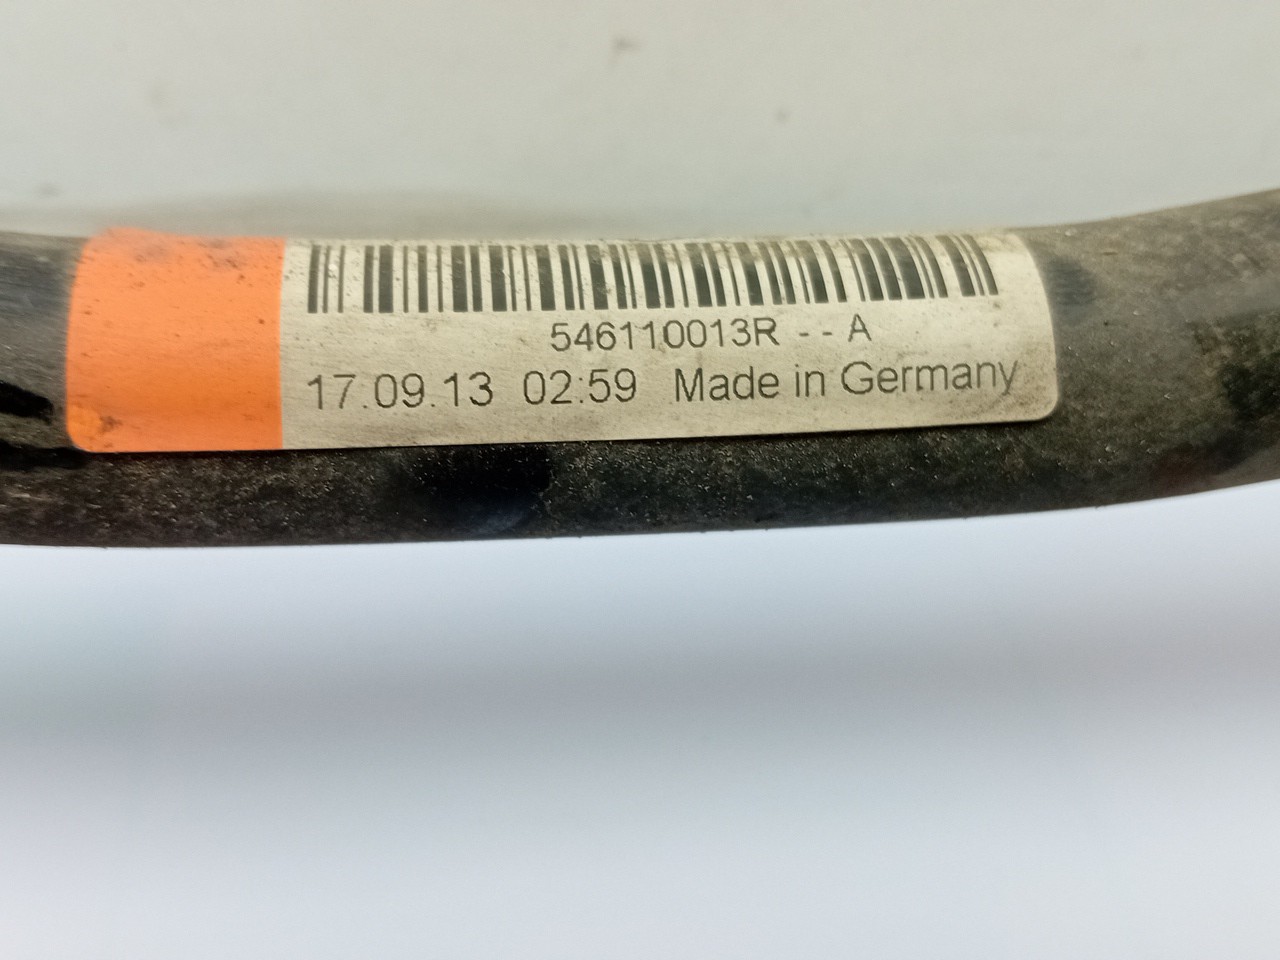 546110013R - - A
17.09.13 02:59 Made in Germany